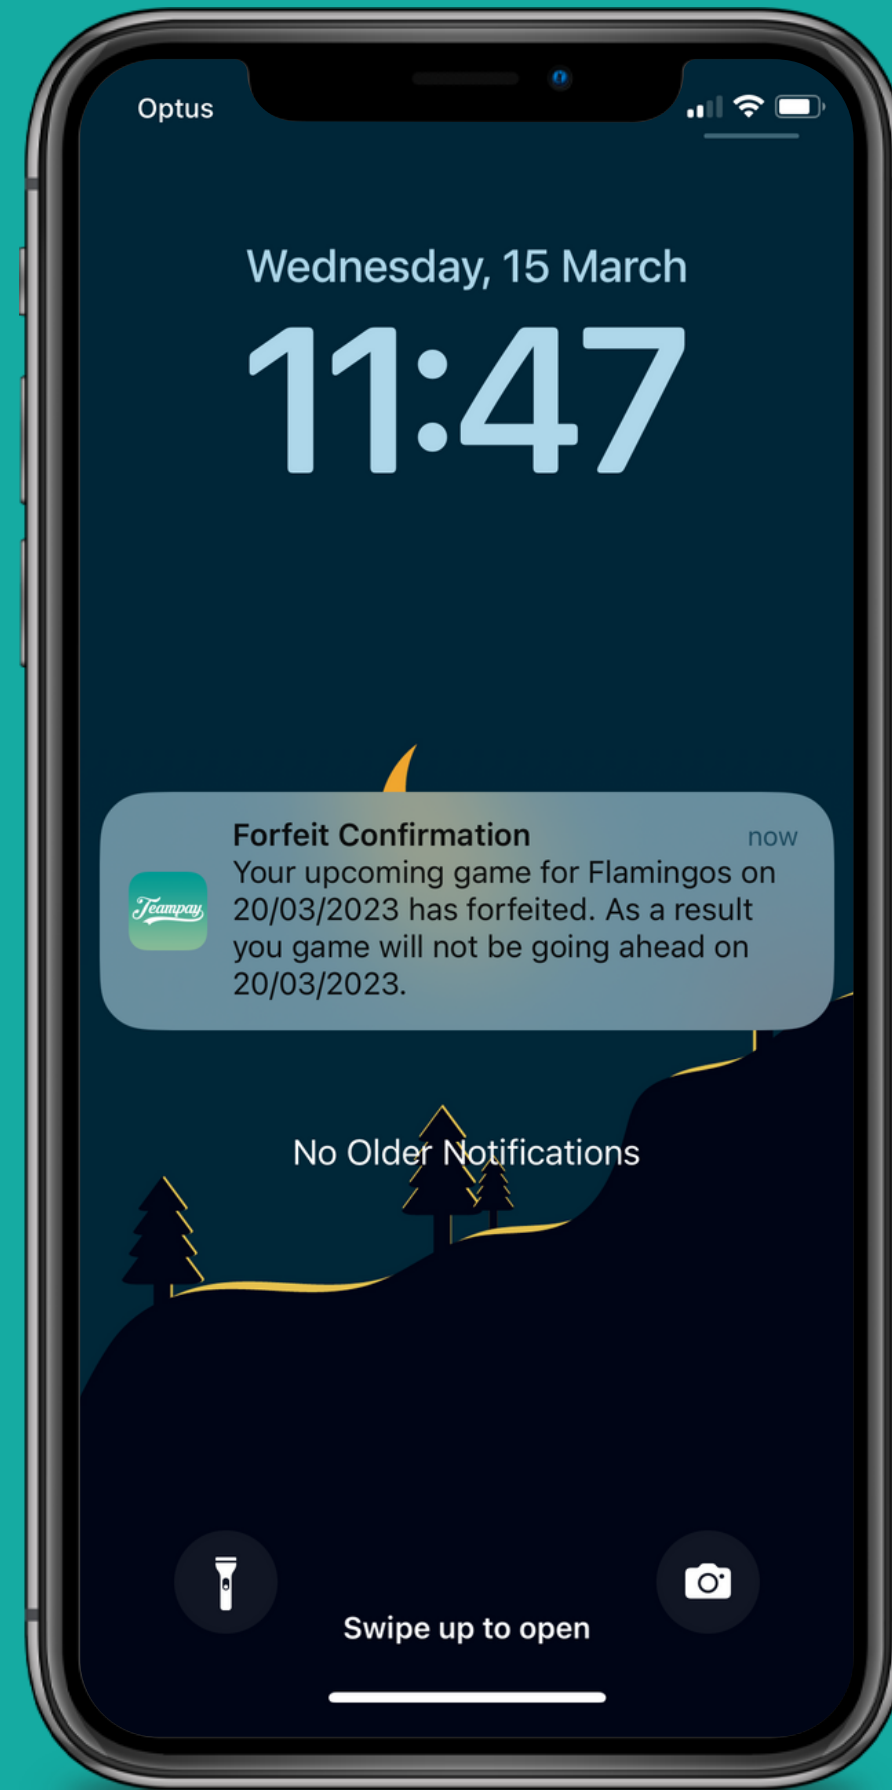 Optus
Wednesday, 15 March
11:47
Forfeit Confirmation
now
Teampay
Your upcoming game for Flamingos on
20/03/2023 has forfeited. As a result
you game will not be going ahead on
20/03/2023.
No Older Notifications
Swipe up to open